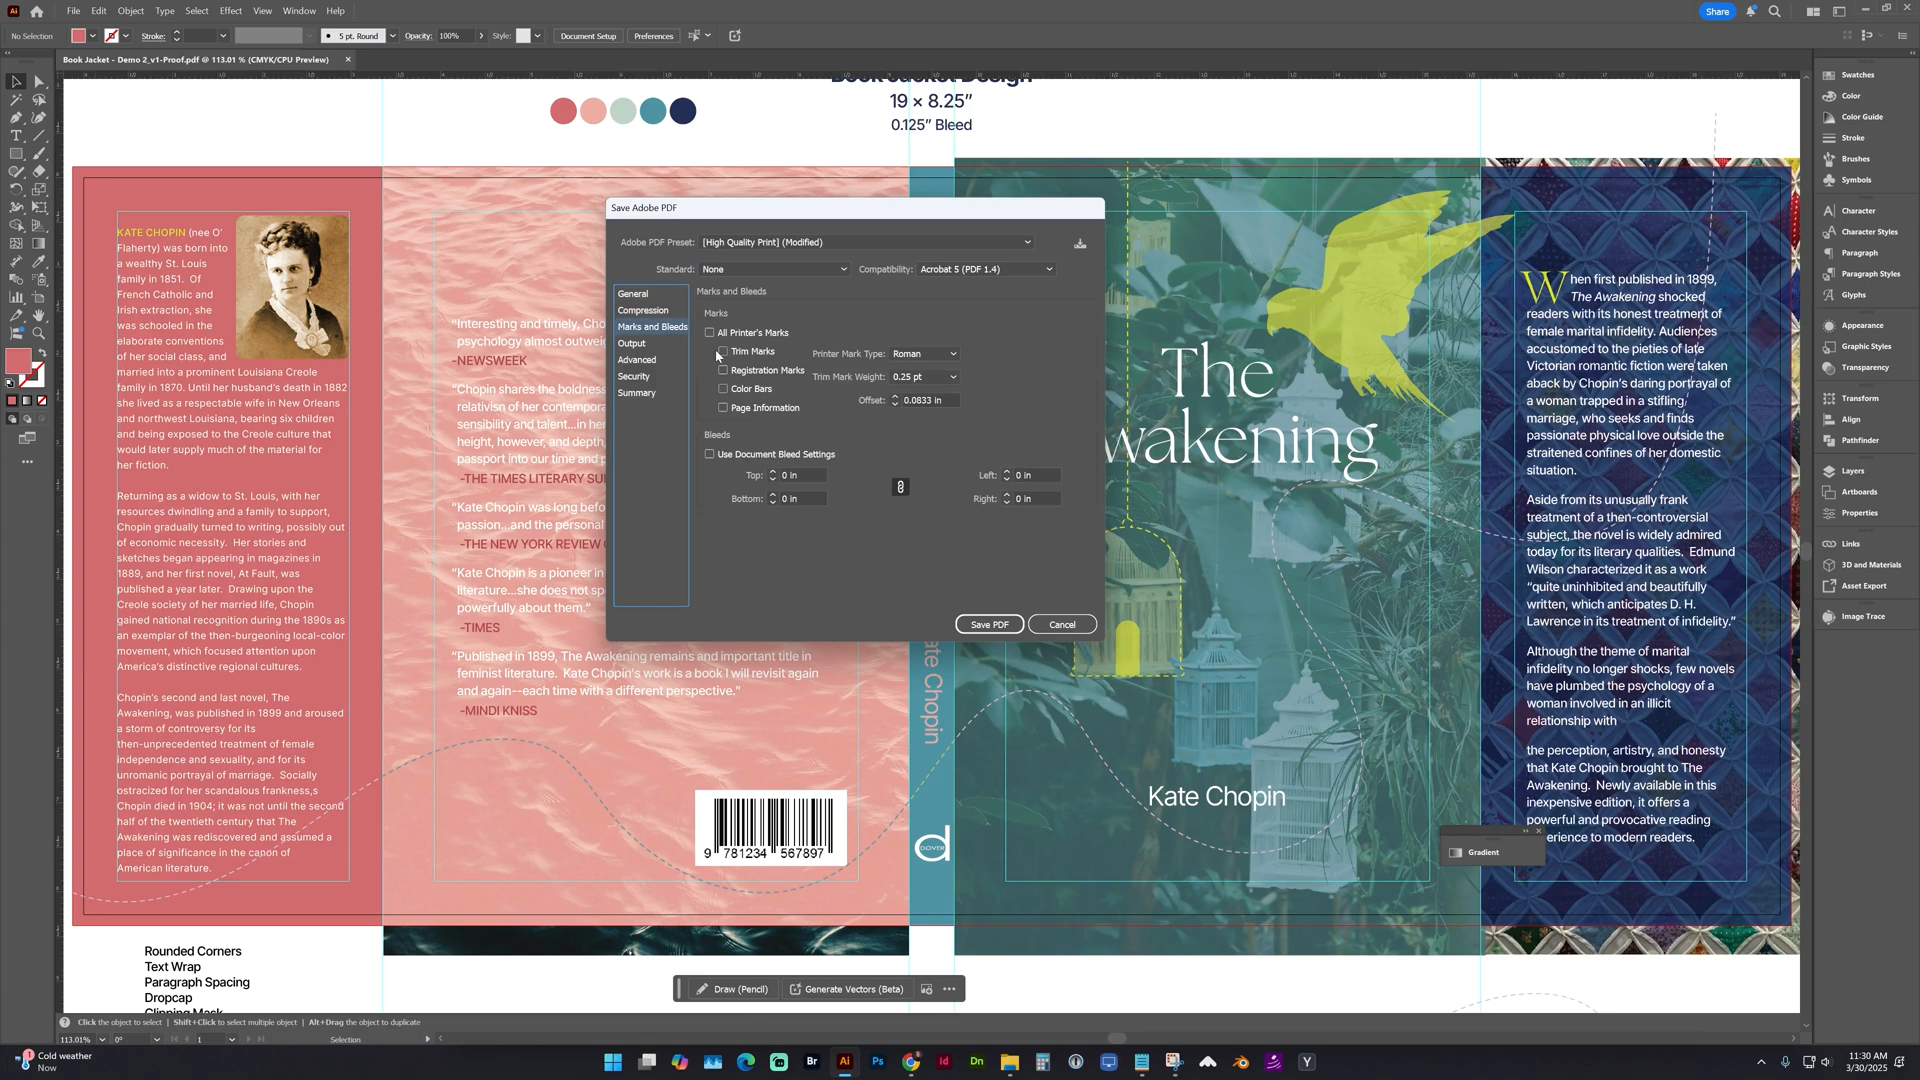 File Edit Object Type Select Effect View Window Help
Share
No Selection
Stroke:
5 pt. Round
Opacity: 100%
Style:
Document Setup
Preferences
Book Jacket - Demo 2_v1-Proof.pdf @ 113.01 % (CMYK/CPU Preview)
Book Jacket Design
19 × 8.25”
0.125” Bleed
KATE CHOPIN (nee O’
Flaherty) was born into
a wealthy St. Louis
family in 1851. Of
French Catholic and
Irish extraction, she
was schooled in the
elaborate conventions
of her social class, and
married into a prominent Louisiana Creole
family in 1870. Until her husband’s death in 1882
she lived as a respectable wife in New Orleans
and northwest Louisiana, bearing six children
and being exposed to the Creole culture that
would later supply much of the material for
her fiction.
Returning as a widow to St. Louis, with her
resources dwindling and a family to support,
Chopin gradually turned to writing, possibly out
of economic necessity. Her stories and
sketches began appearing in magazines in
1889, and her first novel, At Fault, was
published a year later. Drawing upon the
Creole society of her married life, Chopin
gained national recognition during the 1890s as
an exemplar of the then-burgeoning local-color
movement, which focused attention upon
America’s distinctive regional cultures.
Chopin’s second and last novel, The
Awakening, was published in 1899 and aroused
a storm of controversy for its
then-unprecedented treatment of female
independence and sexuality, and for its
unromanic portrayal of marriage. Socially
ostracized for her scandalous frankness,s
Chopin died in 1904; it was not until the second
half of the twentieth century that The
Awakening was rediscovered and assumed a
place of significance in the canon of
American literature.
“Interesting and timely, Cho
psychology almost outweig
-NEWSWEEK
“Chopin shares the boldness
relativisn of her contempora
sensibility and talent...in her
height, however, and depth,
passport into our time and p
-THE TIMES LITERARY SU
“Kate Chopin was long befo
passion...and the personal
-THE NEW YORK REVIEW
“Kate Chopin is a pioneer in
literature...she does not sp
powerfully about them.”
-TIMES
“Published in 1899, The Awakening remains and important title in
feminist literature. Kate Chopin’s work is a book I will revisit again
and again--each time with a different perspective.”
-MINDI KNISS
9 781234 567897
ate Chopin
DOVER
Save Adobe PDF
Adobe PDF Preset: [High Quality Print] (Modified)
Standard: None
Compatibility: Acrobat 5 (PDF 1.4)
General
Compression
Marks and Bleeds
Output
Advanced
Security
Summary
Marks and Bleeds
Marks
All Printer's Marks
Trim Marks
Registration Marks
Color Bars
Page Information
Printer Mark Type: Roman
Trim Mark Weight: 0.25 pt
Offset: 0.0833 in
Bleeds
Use Document Bleed Settings
Top: 0 in
Left: 0 in
Bottom: 0 in
Right: 0 in
Save PDF
Cancel
The
wakening
Kate Chopin
When first published in 1899,
The Awakening shocked
readers with its honest treatment of
female marital infidelity. Audiences
accustomed to the pieties of late
Victorian romantic fiction were taken
aback by Chopin’s daring portrayal of
a woman trapped in a stifling
marriage, who seeks and finds
passionate physical love outside the
straitened confines of her domestic
situation.
Aside from its unusually frank
treatment of a then-controversial
subject, the novel is widely admired
today for its literary qualities. Edmund
Wilson characterized it as a work
“quite uninhibited and beautifully
written, which anticipates D. H.
Lawrence in its treatment of infidelity.”
Although the theme of marital
infidelity no longer shocks, few novels
have plumbed the psychology of a
woman involved in an illicit
relationship with
the perception, artistry, and honesty
that Kate Chopin brought to The
Awakening. Newly available in this
inexpensive edition, it offers a
powerful and provocative reading
erience to modern readers.
Gradient
Swatches
Color
Color Guide
Stroke
Brushes
Symbols
Character
Character Styles
Paragraph
Paragraph Styles
Glyphs
Appearance
Graphic Styles
Transparency
Transform
Align
Pathfinder
Layers
Artboards
Properties
Links
3D and Materials
Asset Export
Image Trace
Rounded Corners
Text Wrap
Paragraph Spacing
Dropcap
Clipping Mask
Draw (Pencil)
Generate Vectors (Beta)
Click the object to select | Shift+Click to select multiple object | Alt+Drag the object to duplicate
113.01%
0°
1
Selection
1
Cold weather
Now
Br
Ai
Ps
Id
Dn
Y
11:30 AM
3/30/2025